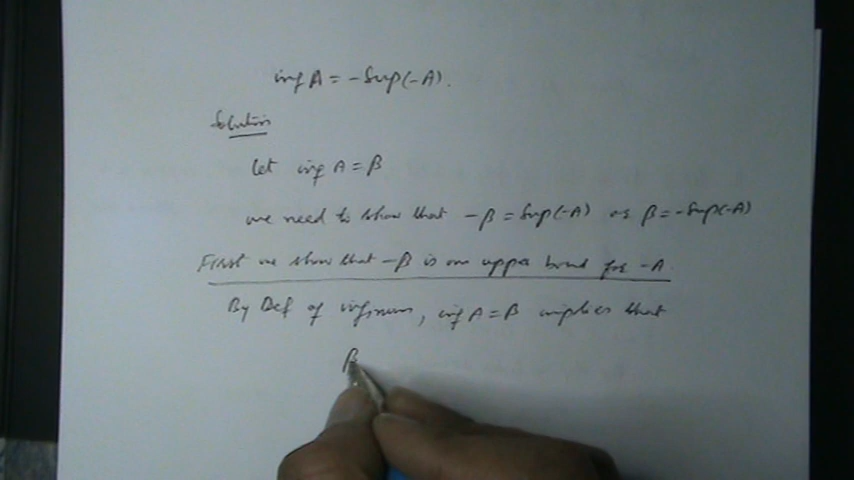 inf A = - Sup(-A).
Solution
Let inf A = β
we need to show that -β = Sup(-A) or β = -Sup(-A)
First we show that -β is an upper bound for -A.
By Def of infimum, inf A = β implies that
β